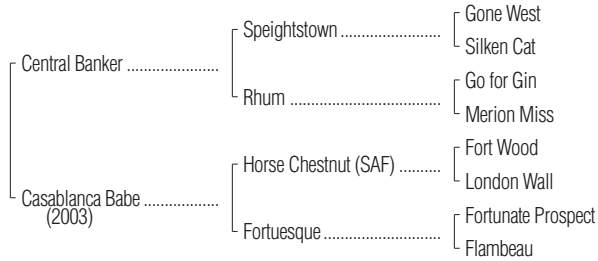 Gone West
Speightstown ........................
Silken Cat
Central Banker ......................
Go for Gin
Rhum ....................................
Merion Miss
Fort Wood
Horse Chestnut (SAF) ..........
London Wall
Casablanca Babe ..................
(2003)
Fortunate Prospect
Fortuesque............................
Flambeau